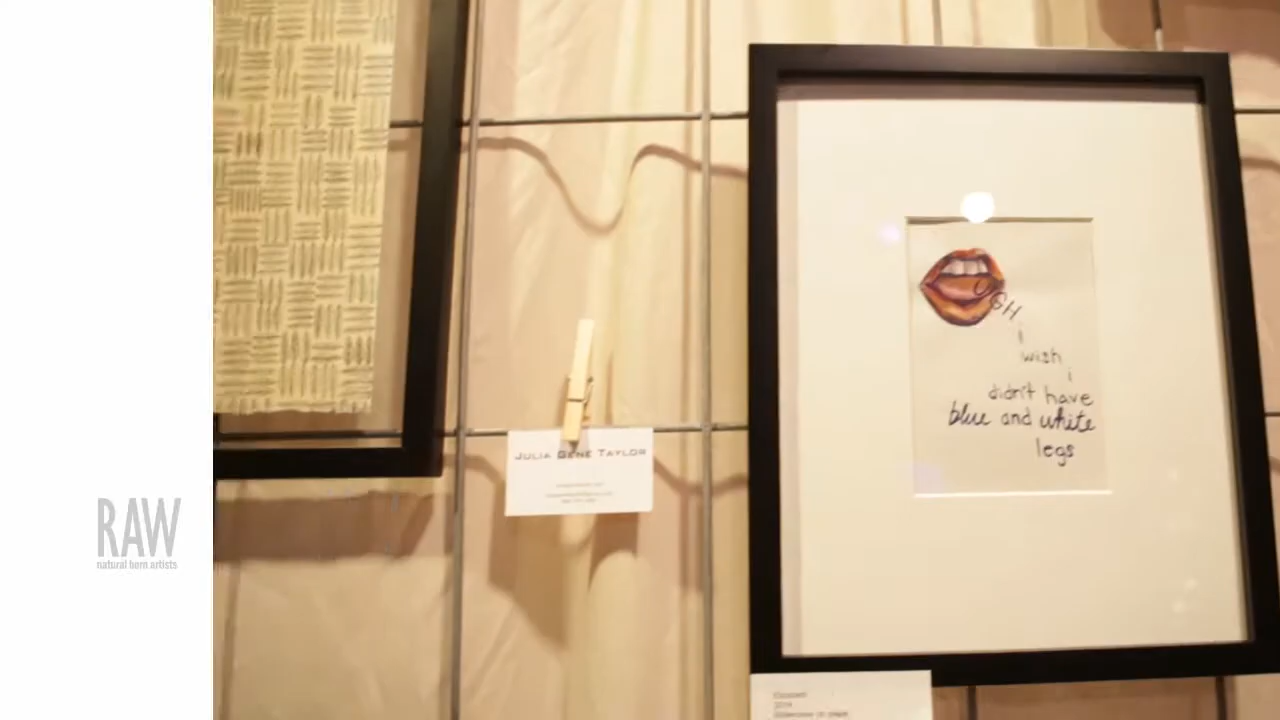 RAW
natural born artists
JULIA GENE TAYLOR
UGH
i
wish
i
didn't have
blue and white
legs